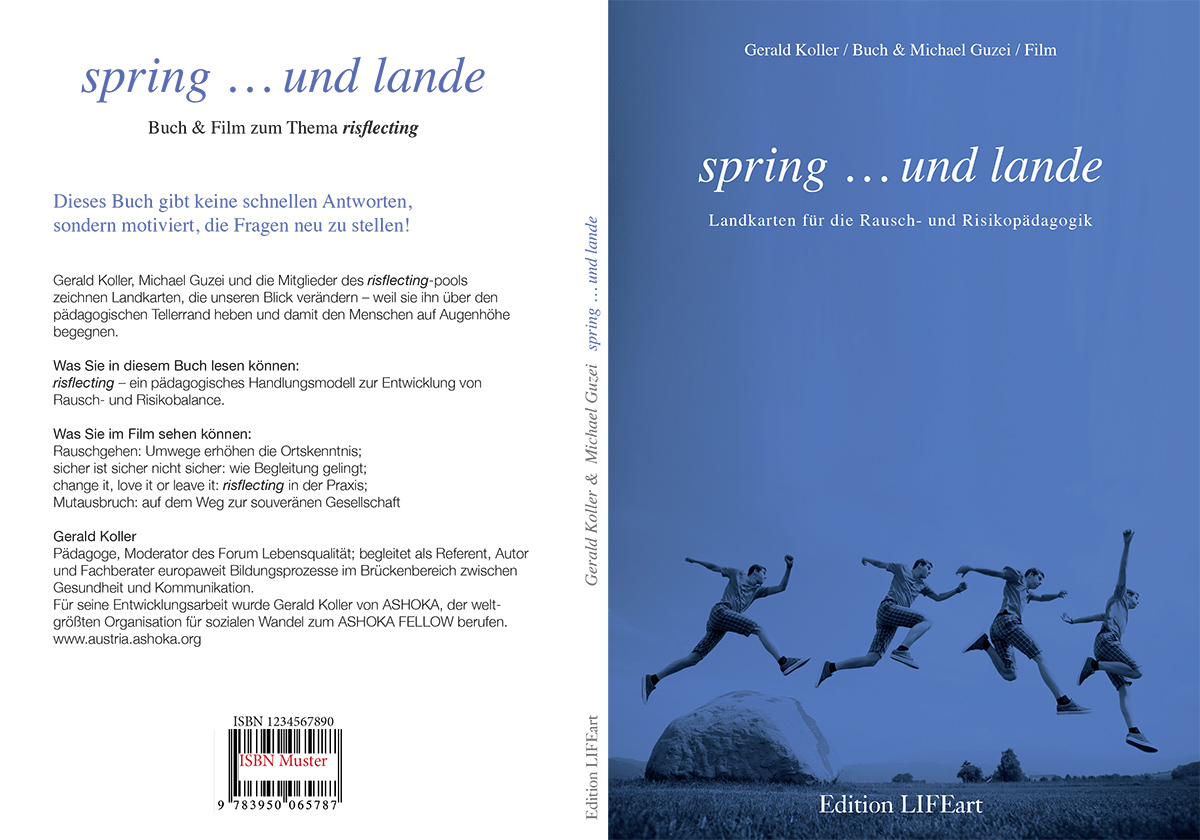 spring … und lande
Buch & Film zum Thema risflecting
Dieses Buch gibt keine schnellen Antworten,
sondern motiviert, die Fragen neu zu stellen!
Gerald Koller, Michael Guzei und die Mitglieder des risflecting-pools
zeichnen Landkarten, die unseren Blick verändern – weil sie ihn über den
pädagogischen Tellerrand heben und damit den Menschen auf Augenhöhe
begegnen.
Was Sie in diesem Buch lesen können:
risflecting – ein pädagogisches Handlungsmodell zur Entwicklung von
Rausch- und Risikobalance.
Was Sie im Film sehen können:
Rauschgehen: Umwege erhöhen die Ortskenntnis;
sicher ist sicher nicht sicher: wie Begleitung gelingt;
change it, love it or leave it: risflecting in der Praxis;
Mutausbruch: auf dem Weg zur souveränen Gesellschaft
Gerald Koller
Pädagoge, Moderator des Forum Lebensqualität; begleitet als Referent, Autor
und Fachberater europaweit Bildungsprozesse im Brückenbereich zwischen
Gesundheit und Kommunikation.
Für seine Entwicklungsarbeit wurde Gerald Koller von ASHOKA, der welt-
größten Organisation für sozialen Wandel zum ASHOKA FELLOW berufen.
www.austria.ashoka.org
ISBN 1234567890
ISBN Muster
9 783950 065787
Gerald Koller & Michael Guzei spring … und lande
Edition LIFEart
Gerald Koller / Buch & Michael Guzei / Film
spring … und lande
Landkarten für die Rausch- und Risikopädagogik
Edition LIFEart